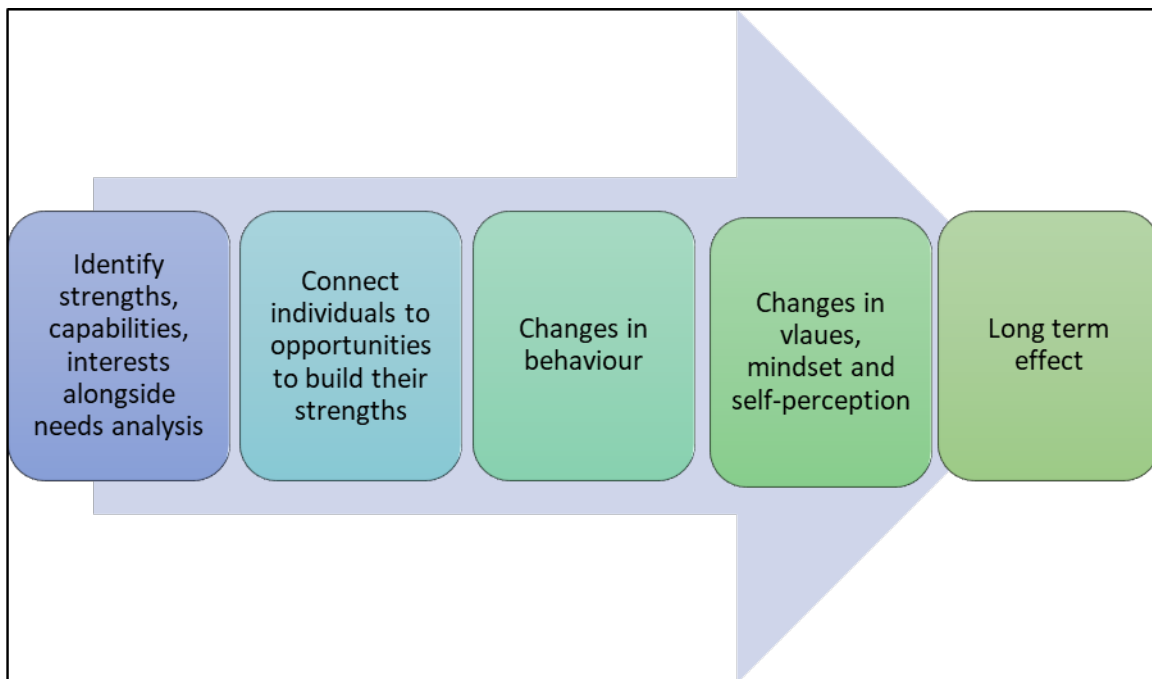 Identify
strengths,
capabilities,
interests
alongside
needs analysis
Connect
individuals to
opportunities
to build their
strengths
Changes in
behaviour
Changes in
vlaues,
mindset and
self-perception
Long term
effect